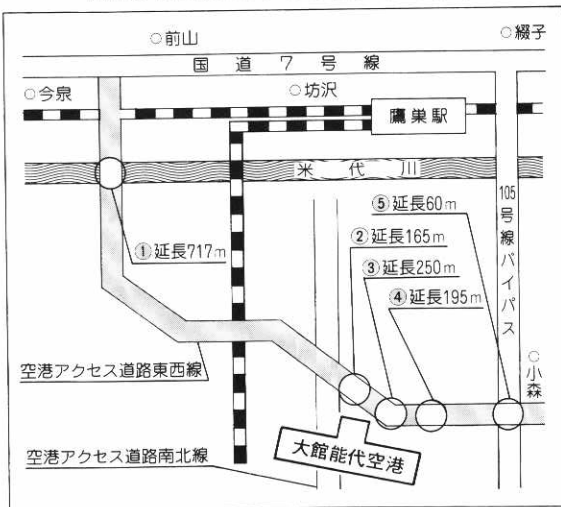 ○前山
○綴子
国道7号線
○今泉
○坊沢
鷹巣駅
米代川
105号線バイパス
①延長717m
⑤延長60m
②延長165m
③延長250m
④延長195m
○小森
空港アクセス道路東西線
大館能代空港
空港アクセス道路南北線